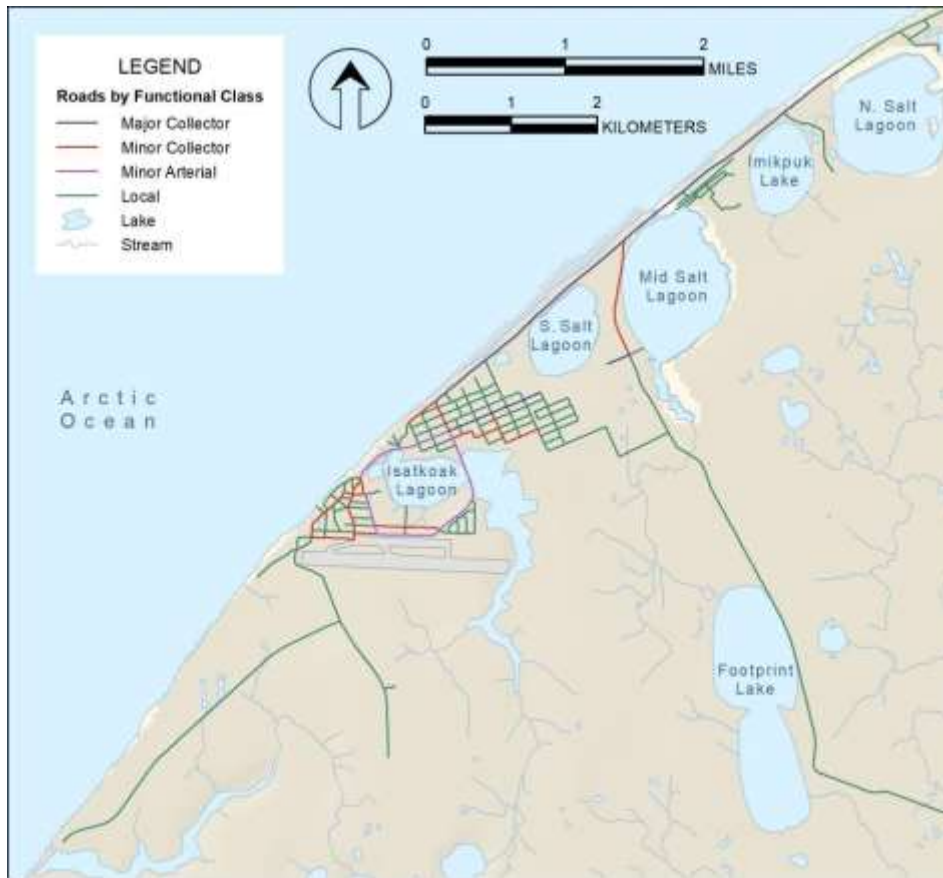 LEGEND
Roads by Functional Class
Major Collector
Minor Collector
Minor Arterial
Local
Lake
Stream
0 1 2
MILES
0 1 2
KILOMETERS
N. Salt
Lagoon
Imikpuk
Lake
Mid Salt
Lagoon
S. Salt
Lagoon
Arctic
Ocean
Isatkoak
Lagoon
Footprint
Lake